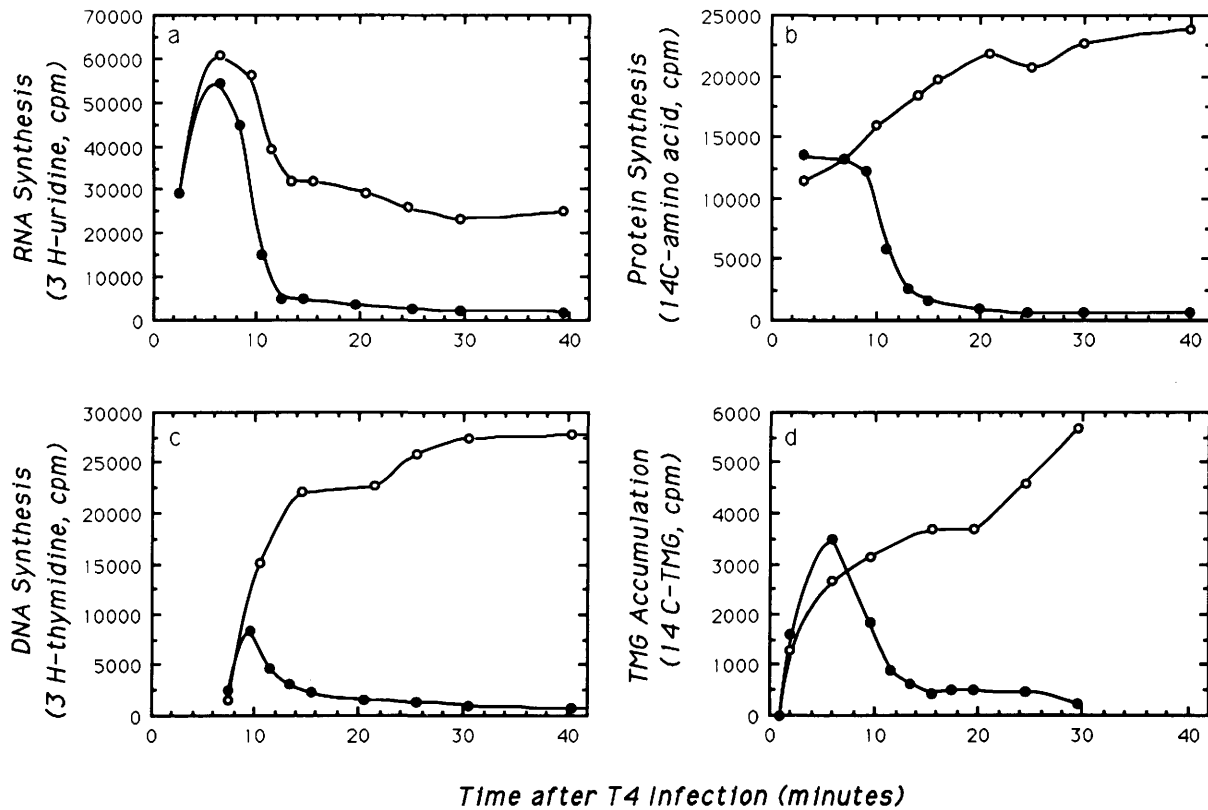 a
RNA Synthesis
(3 H-uridine, cpm)
70000
60000
50000
40000
30000
20000
10000
0
0 10 20 30 40
b
Protein Synthesis
(14C-amino acid, cpm)
25000
20000
15000
10000
5000
0
0 10 20 30 40
c
DNA Synthesis
(3 H-thymidine, cpm)
30000
25000
20000
15000
10000
5000
0
0 10 20 30 40
d
TMG Accumulation
(14 C-TMG, cpm)
6000
5000
4000
3000
2000
1000
0
0 10 20 30 40
Time after T4 Infection (minutes)